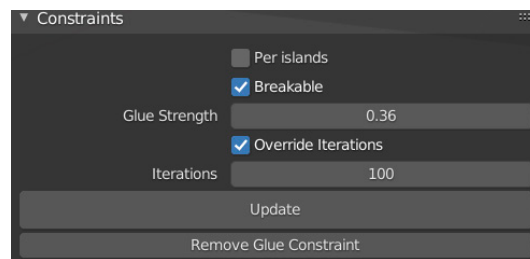 Constraints
Per islands
Breakable
Glue Strength 0.36
Override Iterations
Iterations 100
Update
Remove Glue Constraint